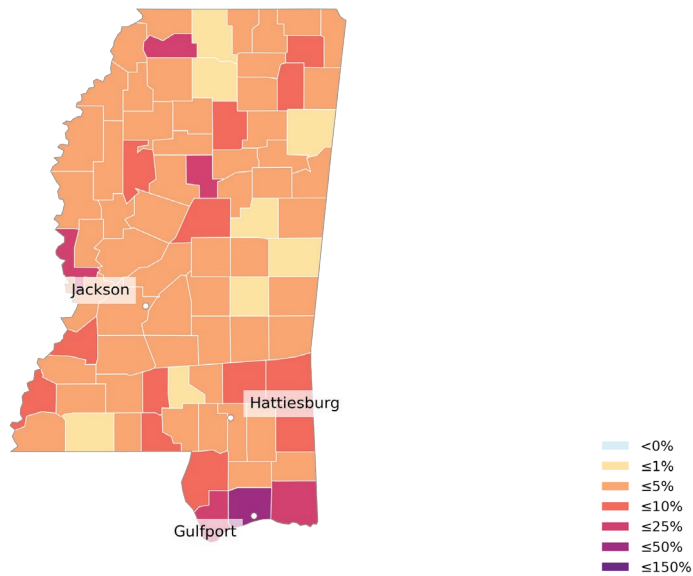 Jackson
Hattiesburg
Gulfport
<0%
≤1%
≤5%
≤10%
≤25%
≤50%
≤150%